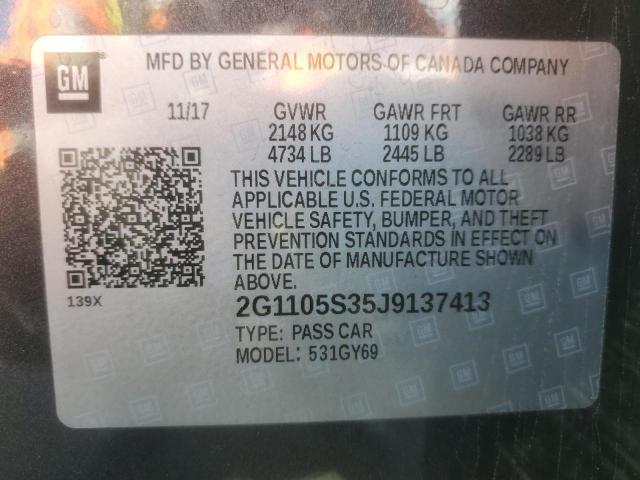 GM
MFD BY GENERAL MOTORS OF CANADA COMPANY
11/17 GVWR GAWR FRT GAWR RR
2148 KG 1109 KG 1038 KG
4734 LB 2445 LB 2289 LB
THIS VEHICLE CONFORMS TO ALL
APPLICABLE U.S. FEDERAL MOTOR
VEHICLE SAFETY, BUMPER, AND THEFT
PREVENTION STANDARDS IN EFFECT ON
THE DATE OF MANUFACTURE SHOWN
ABOVE.
139X
2G1105S35J9137413
TYPE: PASS CAR
MODEL: 531GY69